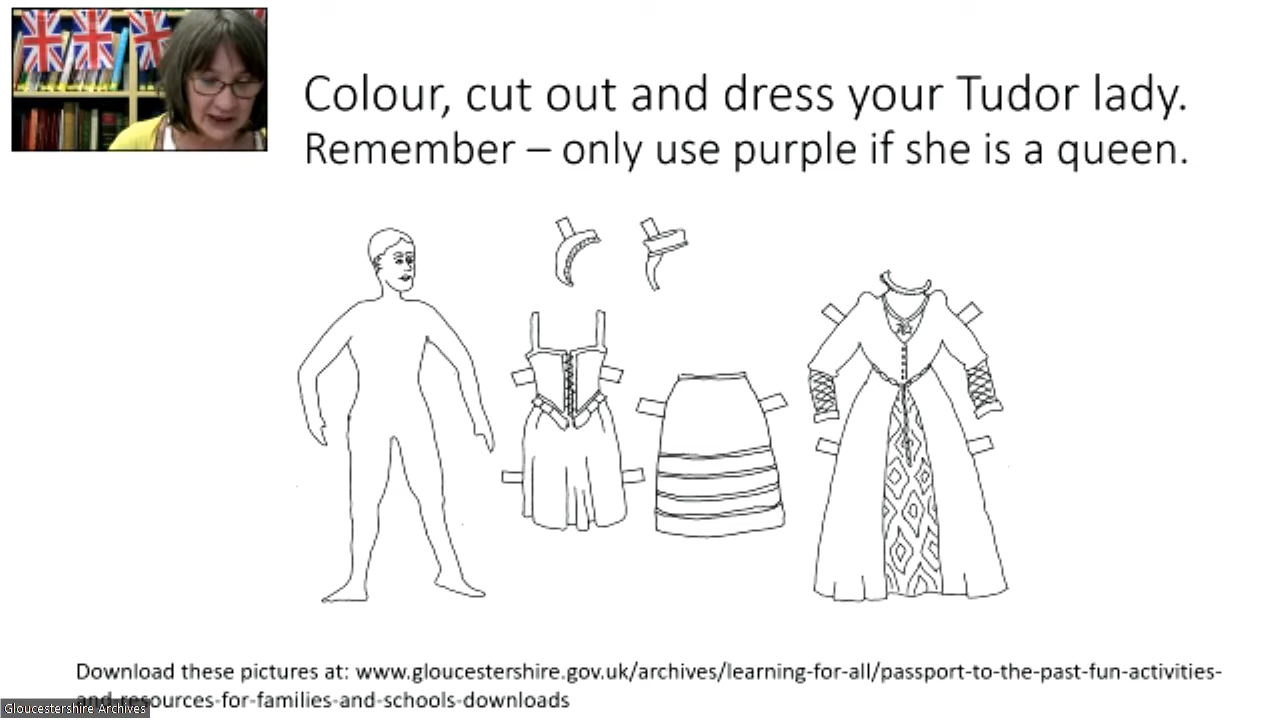 Colour, cut out and dress your Tudor lady.
Remember – only use purple if she is a queen.
Download these pictures at: www.gloucestershire.gov.uk/archives/learning-for-all/passport-to-the-past-fun-activities-
and-resources-for-families-and-schools-downloads
Gloucestershire Archives